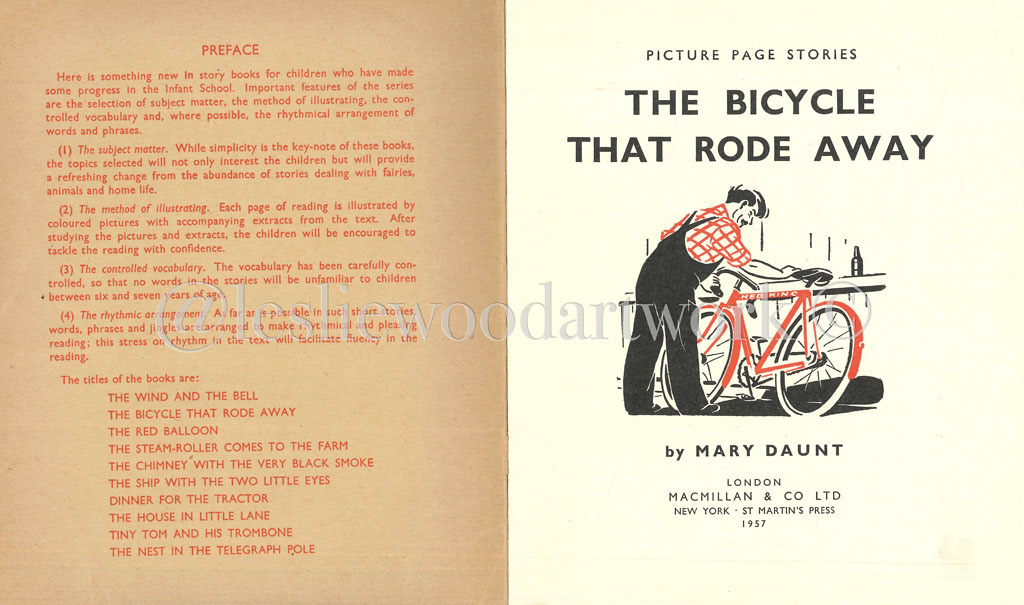 PREFACE
Here is something new in story books for children who have made
some progress in the Infant School. Important features of the series
are the selection of subject matter, the method of illustrating, the con-
trolled vocabulary and, where possible, the rhythmical arrangement of
words and phrases.
(1) The subject matter. While simplicity is the key-note of these books,
the topics selected will not only interest the children but will provide
a refreshing change from the abundance of stories dealing with fairies,
animals and home life.
(2) The method of illustrating. Each page of reading is illustrated by
coloured pictures with accompanying extracts from the text. After
studying the pictures and extracts, the children will be encouraged to
tackle the reading with confidence.
(3) The controlled vocabulary. The vocabulary has been carefully con-
trolled, so that no words in the stories will be unfamiliar to children
between six and seven years of age.
(4) The rhythmic arrangement. As far as possible in such short stories,
words, phrases and jingles are arranged to make rhythmical and pleasing
reading; this stress on rhythm in the text will facilitate fluency in the
reading.
The titles of the books are:
THE WIND AND THE BELL
THE BICYCLE THAT RODE AWAY
THE RED BALLOON
THE STEAM-ROLLER COMES TO THE FARM
THE CHIMNEY WITH THE VERY BLACK SMOKE
THE SHIP WITH THE TWO LITTLE EYES
DINNER FOR THE TRACTOR
THE HOUSE IN LITTLE LANE
TINY TOM AND HIS TROMBONE
THE NEST IN THE TELEGRAPH POLE
PICTURE PAGE STORIES
THE BICYCLE
THAT RODE AWAY
RED KING
by MARY DAUNT
LONDON
MACMILLAN & CO LTD
NEW YORK · ST MARTIN'S PRESS
1957
@lesliewoodartwork ©